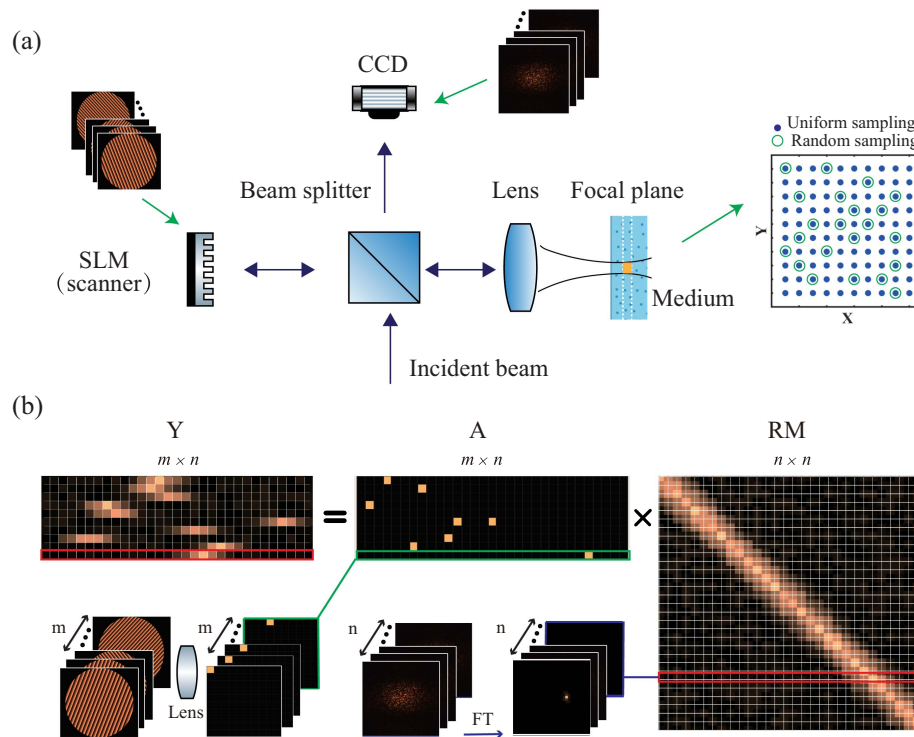 (a)
CCD
Uniform sampling
Random sampling
Beam splitter
Lens
Focal plane
Y
SLM
(scanner)
Medium
X
Incident beam
(b)
Y
A
RM
m × n
m × n
n × n
=
×
m
m
n
n
Lens
FT